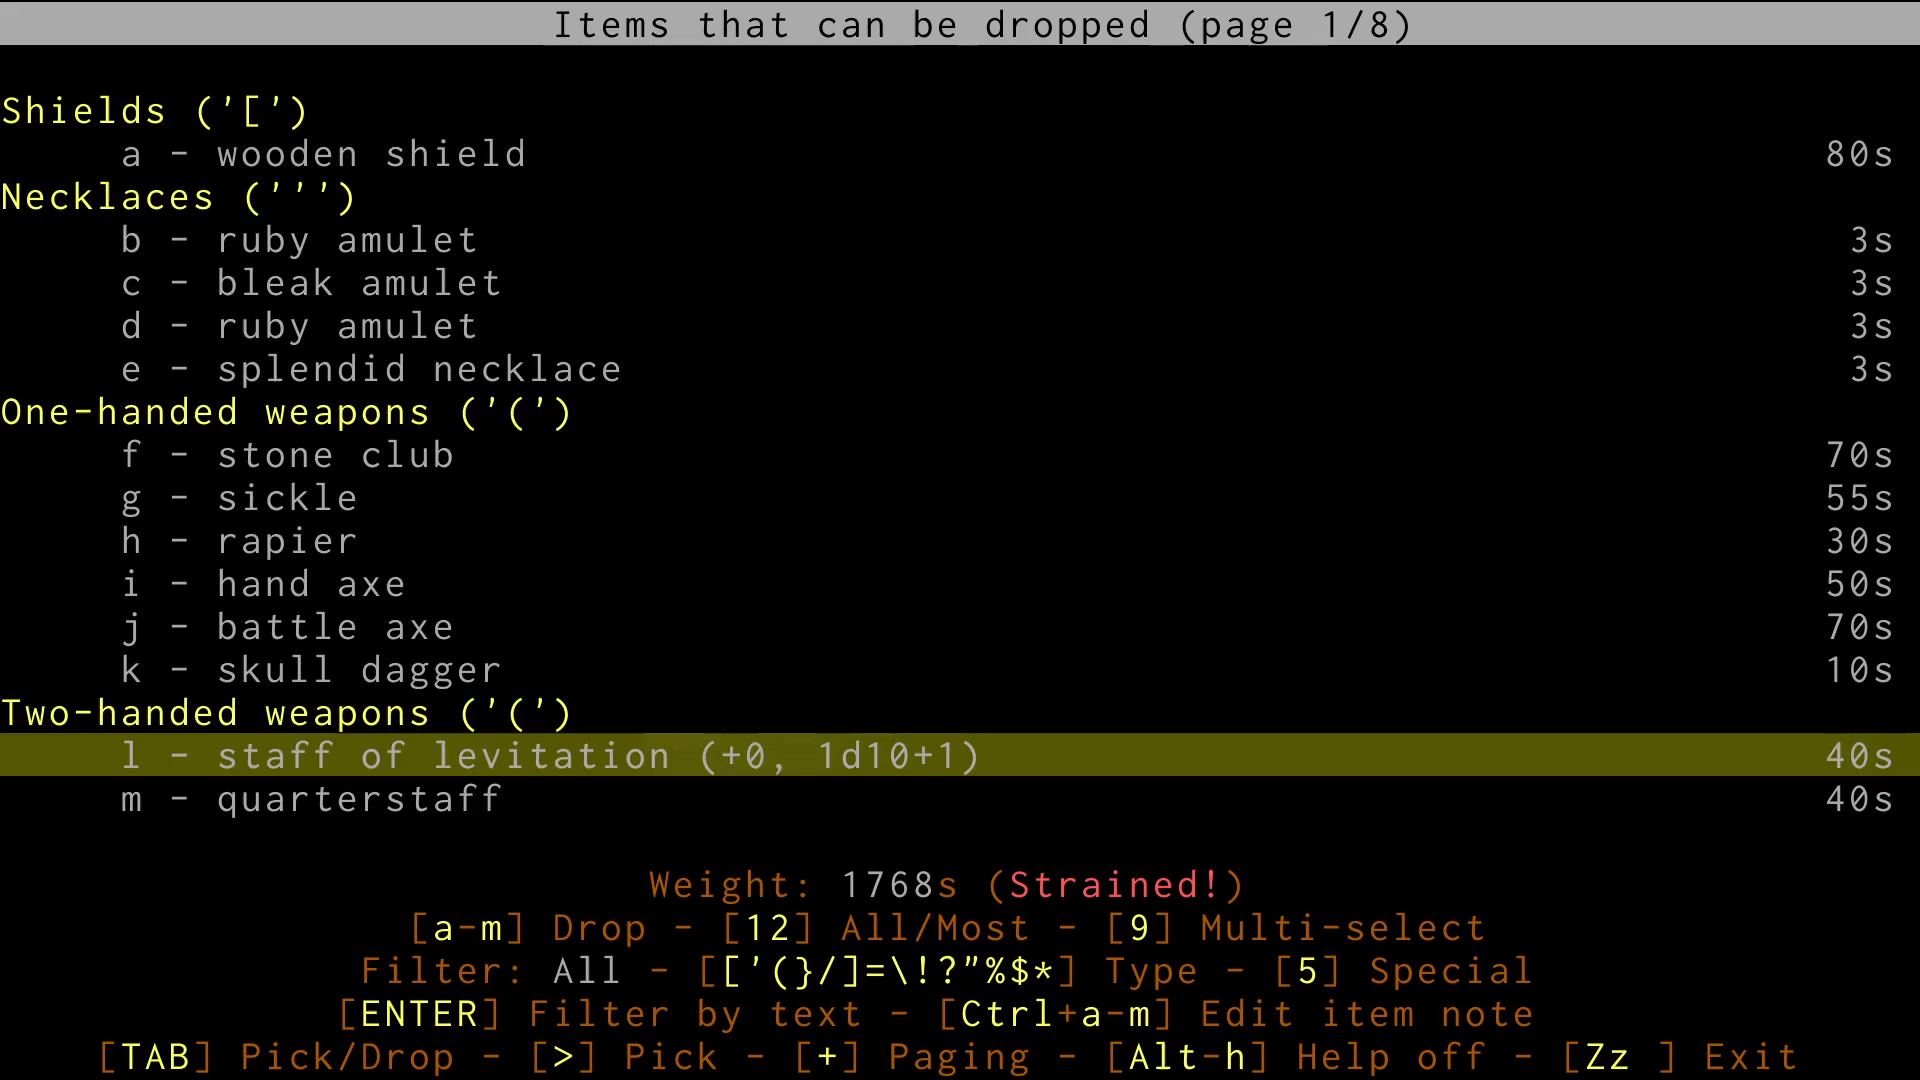 Items that can be dropped (page 1/8)
Shields ('[')
a - wooden shield 80s
Necklaces (''')
b - ruby amulet 3s
c - bleak amulet 3s
d - ruby amulet 3s
e - splendid necklace 3s
One-handed weapons ('(')
f - stone club 70s
g - sickle 55s
h - rapier 30s
i - hand axe 50s
j - battle axe 70s
k - skull dagger 10s
Two-handed weapons ('(')
l - staff of levitation (+0, 1d10+1) 40s
m - quarterstaff 40s
Weight: 1768s (Strained!)
[a-m] Drop - [12] All/Most - [9] Multi-select
Filter: All - [['(}/]=\!?"%$*] Type - [5] Special
[ENTER] Filter by text - [Ctrl+a-m] Edit item note
[TAB] Pick/Drop - [>] Pick - [+] Paging - [Alt-h] Help off - [Zz ] Exit